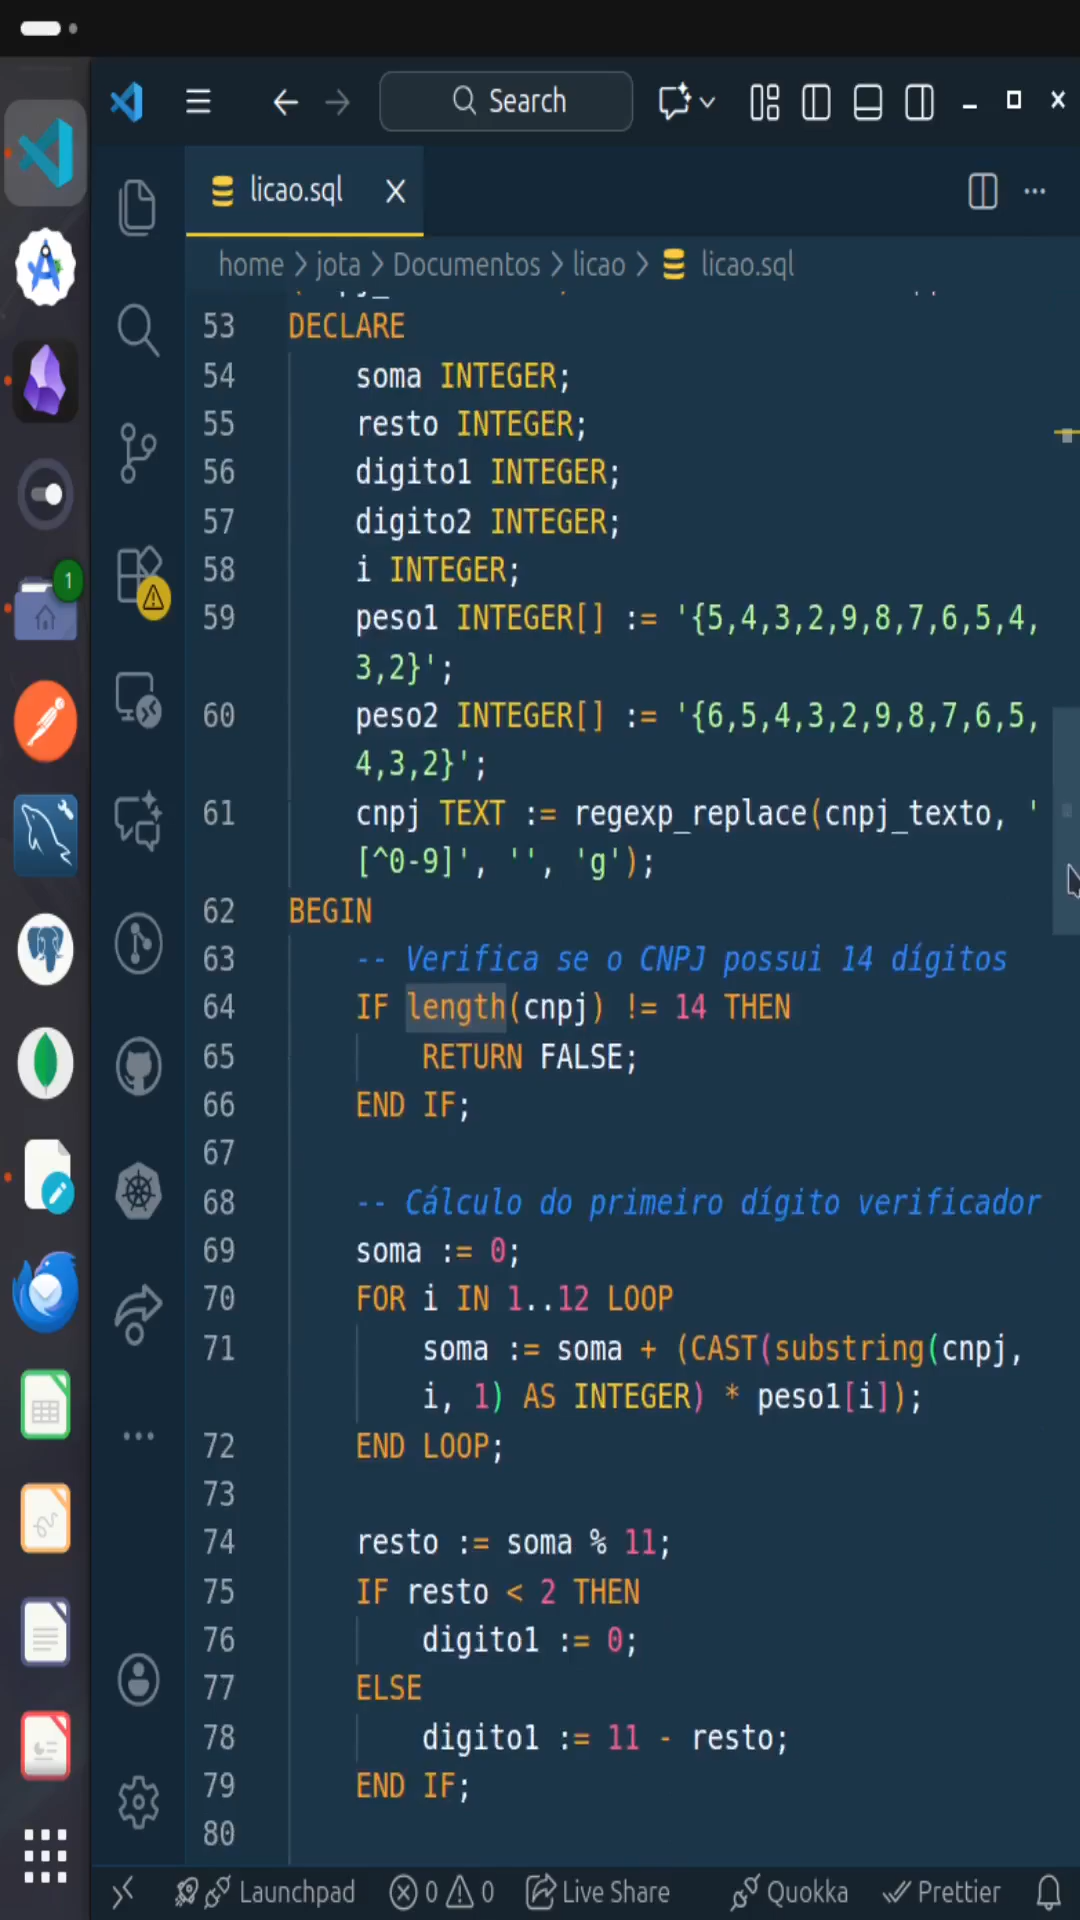 Search
licao.sql
home > jota > Documentos > licao > licao.sql
53 DECLARE
54 soma INTEGER;
55 resto INTEGER;
56 digito1 INTEGER;
57 digito2 INTEGER;
58 i INTEGER;
59 peso1 INTEGER[] := '{5,4,3,2,9,8,7,6,5,4,
3,2}';
60 peso2 INTEGER[] := '{6,5,4,3,2,9,8,7,6,5,
4,3,2}';
61 cnpj TEXT := regexp_replace(cnpj_texto, '
[^0-9]', '', 'g');
62 BEGIN
63 -- Verifica se o CNPJ possui 14 dígitos
64 IF length(cnpj) != 14 THEN
65 RETURN FALSE;
66 END IF;
67
68 -- Cálculo do primeiro dígito verificador
69 soma := 0;
70 FOR i IN 1..12 LOOP
71 soma := soma + (CAST(substring(cnpj,
i, 1) AS INTEGER) * peso1[i]);
72 END LOOP;
73
74 resto := soma % 11;
75 IF resto < 2 THEN
76 digito1 := 0;
77 ELSE
78 digito1 := 11 - resto;
79 END IF;
80
1
Launchpad 0 0 Live Share Quokka Prettier